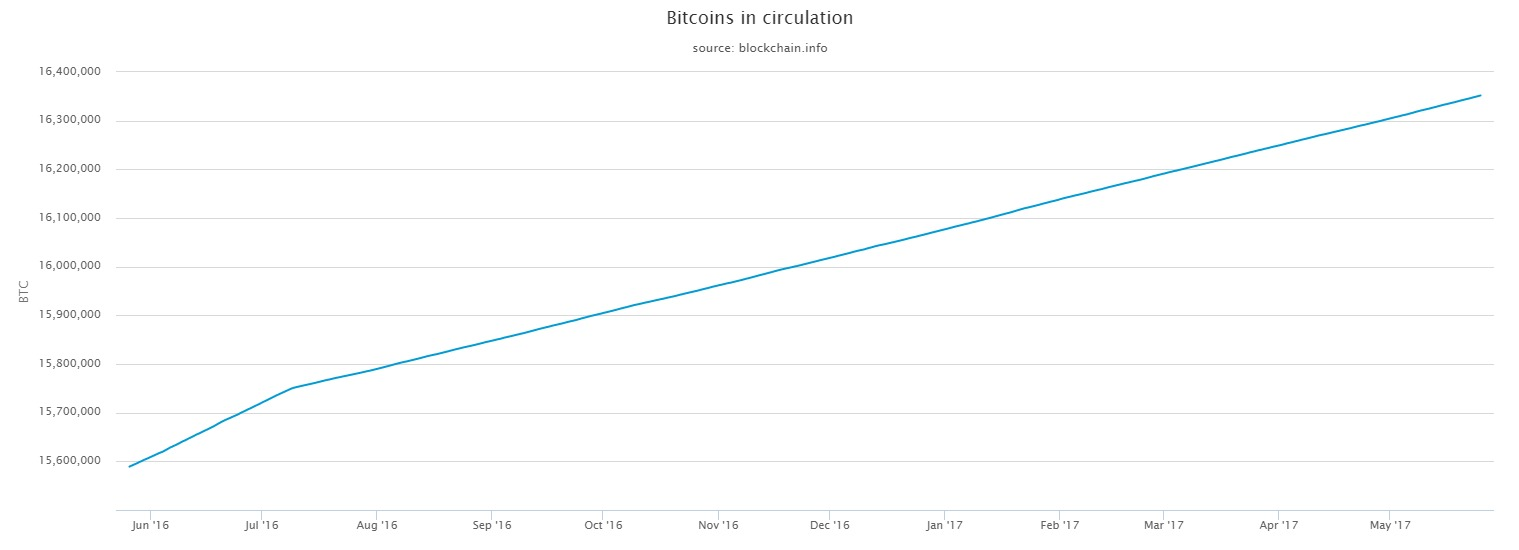 Bitcoins in circulation
source: blockchain.info
16,400,000
16,300,000
16,200,000
16,100,000
16,000,000
BTC
15,900,000
15,800,000
15,700,000
15,600,000
Jun '16 Jul '16 Aug '16 Sep '16 Oct '16 Nov '16 Dec '16 Jan '17 Feb '17 Mar '17 Apr '17 May '17